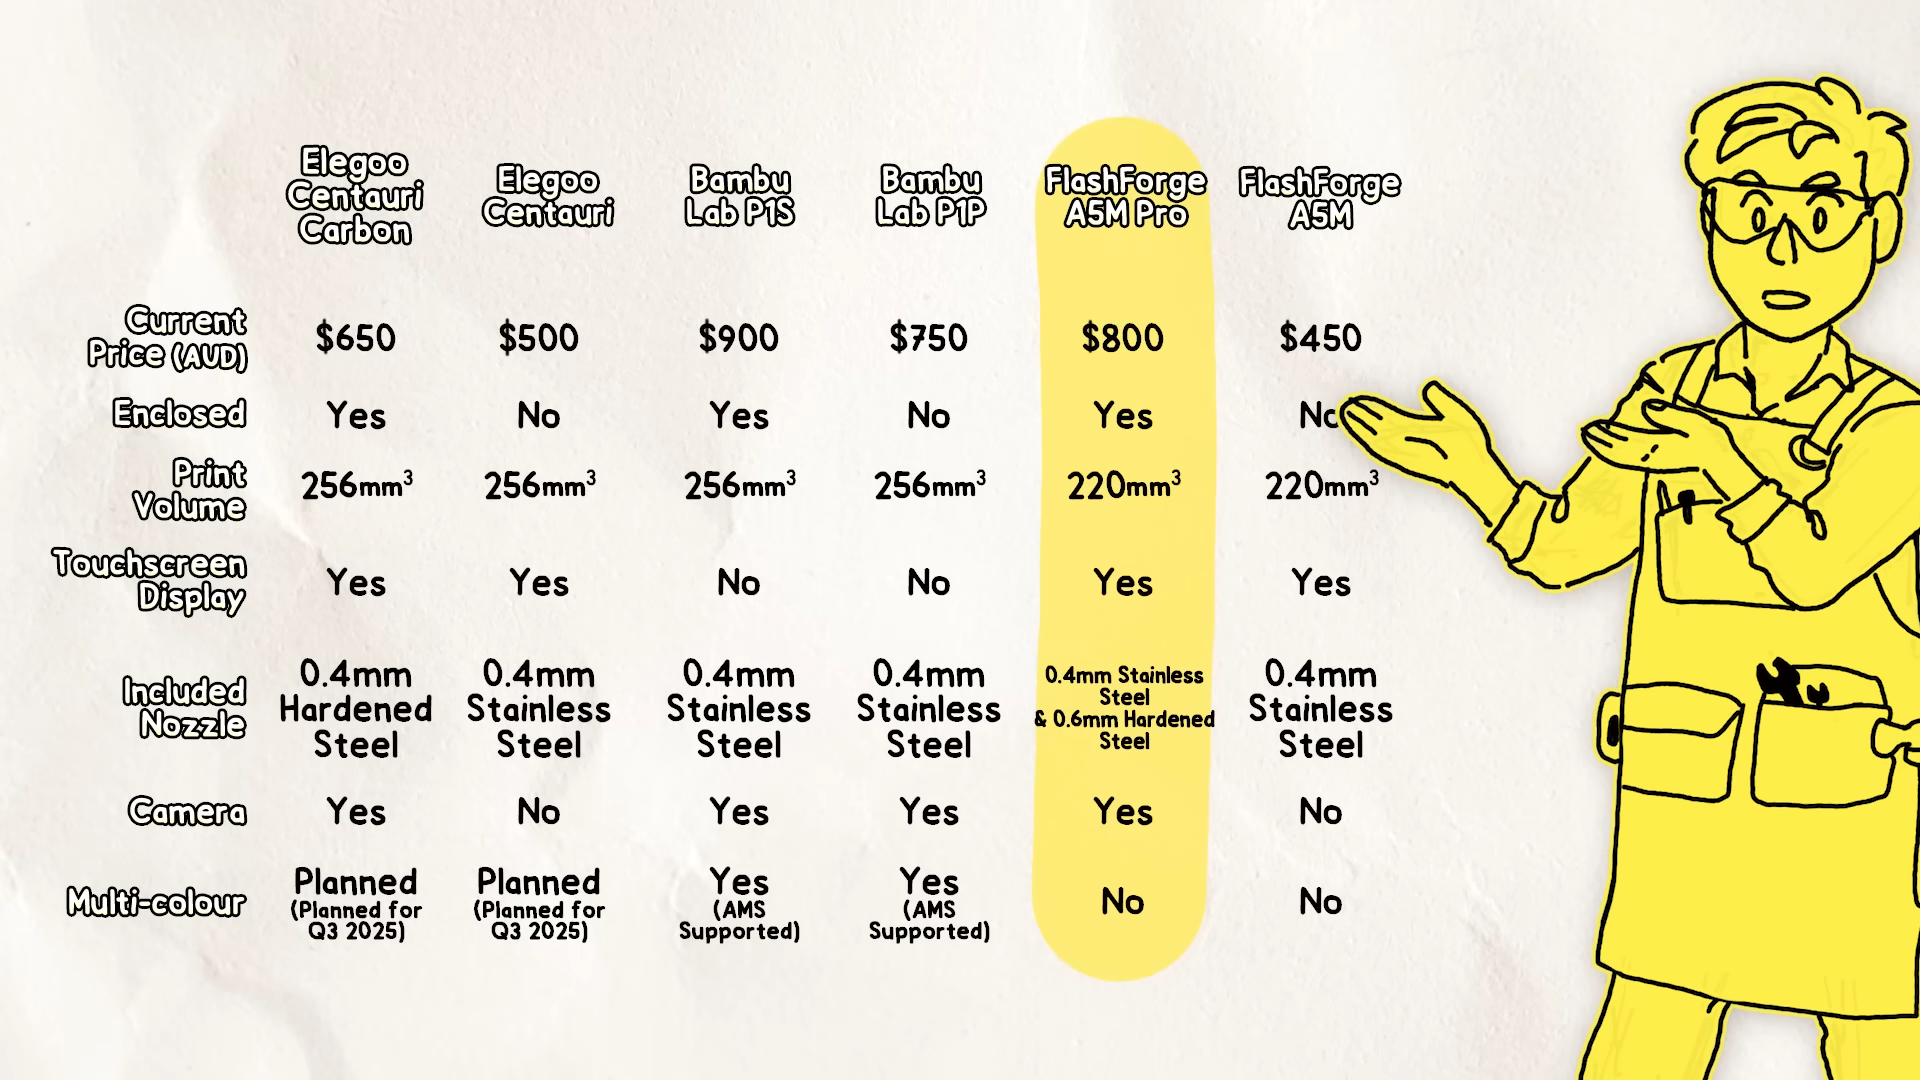 Elegoo
Centauri
Carbon
Elegoo
Centauri
Bambu
Lab P1S
Bambu
Lab P1P
FlashForge
A5M Pro
FlashForge
A5M
Current
Price (AUD)
$650
$500
$900
$750
$800
$450
Enclosed
Yes
No
Yes
No
Yes
No
Print
Volume
256mm³
256mm³
256mm³
256mm³
220mm³
220mm³
Touchscreen
Display
Yes
Yes
No
No
Yes
Yes
Included
Nozzle
0.4mm
Hardened
Steel
0.4mm
Stainless
Steel
0.4mm
Stainless
Steel
0.4mm
Stainless
Steel
0.4mm Stainless
Steel
& 0.6mm Hardened
Steel
0.4mm
Stainless
Steel
Camera
Yes
No
Yes
Yes
Yes
No
Multi-colour
Planned
(Planned for
Q3 2025)
Planned
(Planned for
Q3 2025)
Yes
(AMS
Supported)
Yes
(AMS
Supported)
No
No